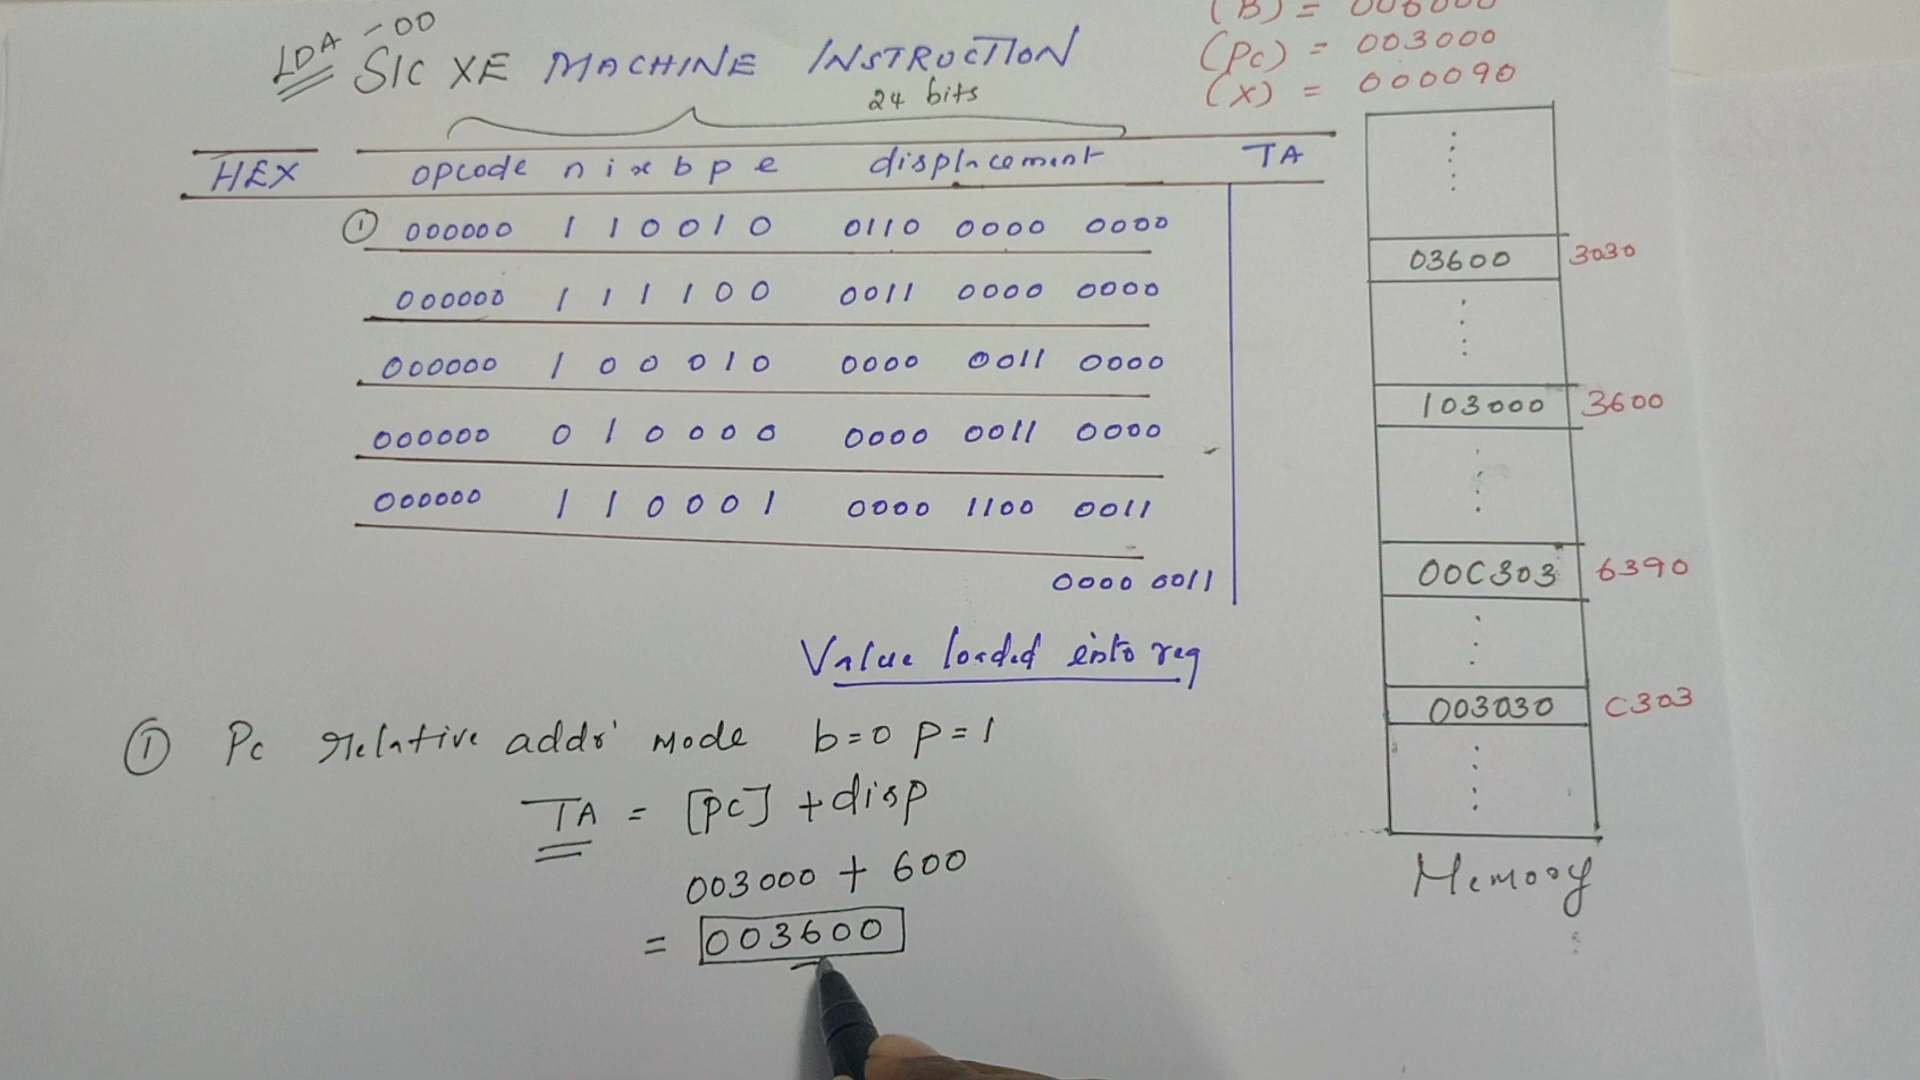 LDA - 00
SIC XE MACHINE INSTRUCTION
24 bits
(B) = 006000
(PC) = 003000
(X) = 000090
HEX opcode n i x b p e displacement TA
① 000000 1 1 0 0 1 0 0110 0000 0000
000000 1 1 1 1 0 0 0011 0000 0000
000000 1 0 0 0 1 0 0000 0011 0000
000000 0 1 0 0 0 0 0000 0011 0000
000000 1 1 0 0 0 1 0000 1100 0011
0000 0011
Value loaded into reg
03600 3030
103000 3600
00C303 6390
003030 C303
Memory
① Pc relative addr' mode b=0 p=1
TA = [PC] + disp
003000 + 600
= 003600